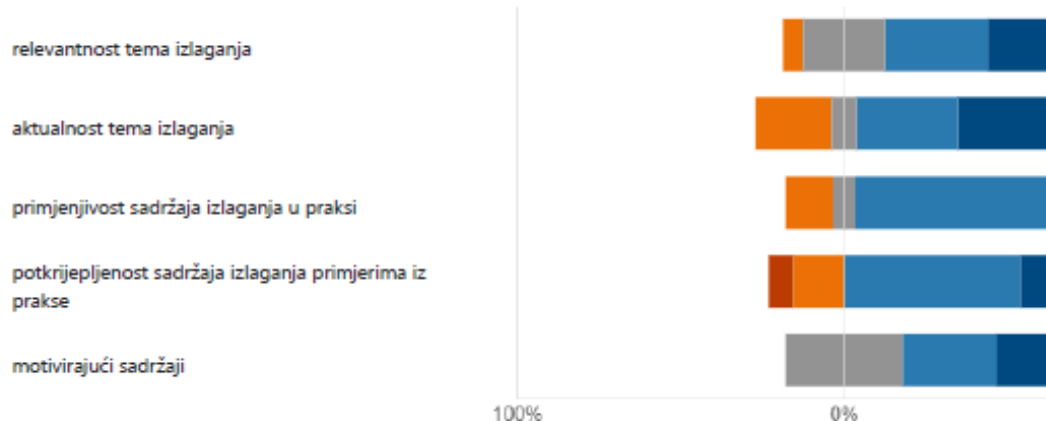 relevantnost tema izlaganja
aktualnost tema izlaganja
primjenjivost sadržaja izlaganja u praksi
potkrijepljenost sadržaja izlaganja primjerima iz
prakse
motivirajući sadržaji
100%
0%